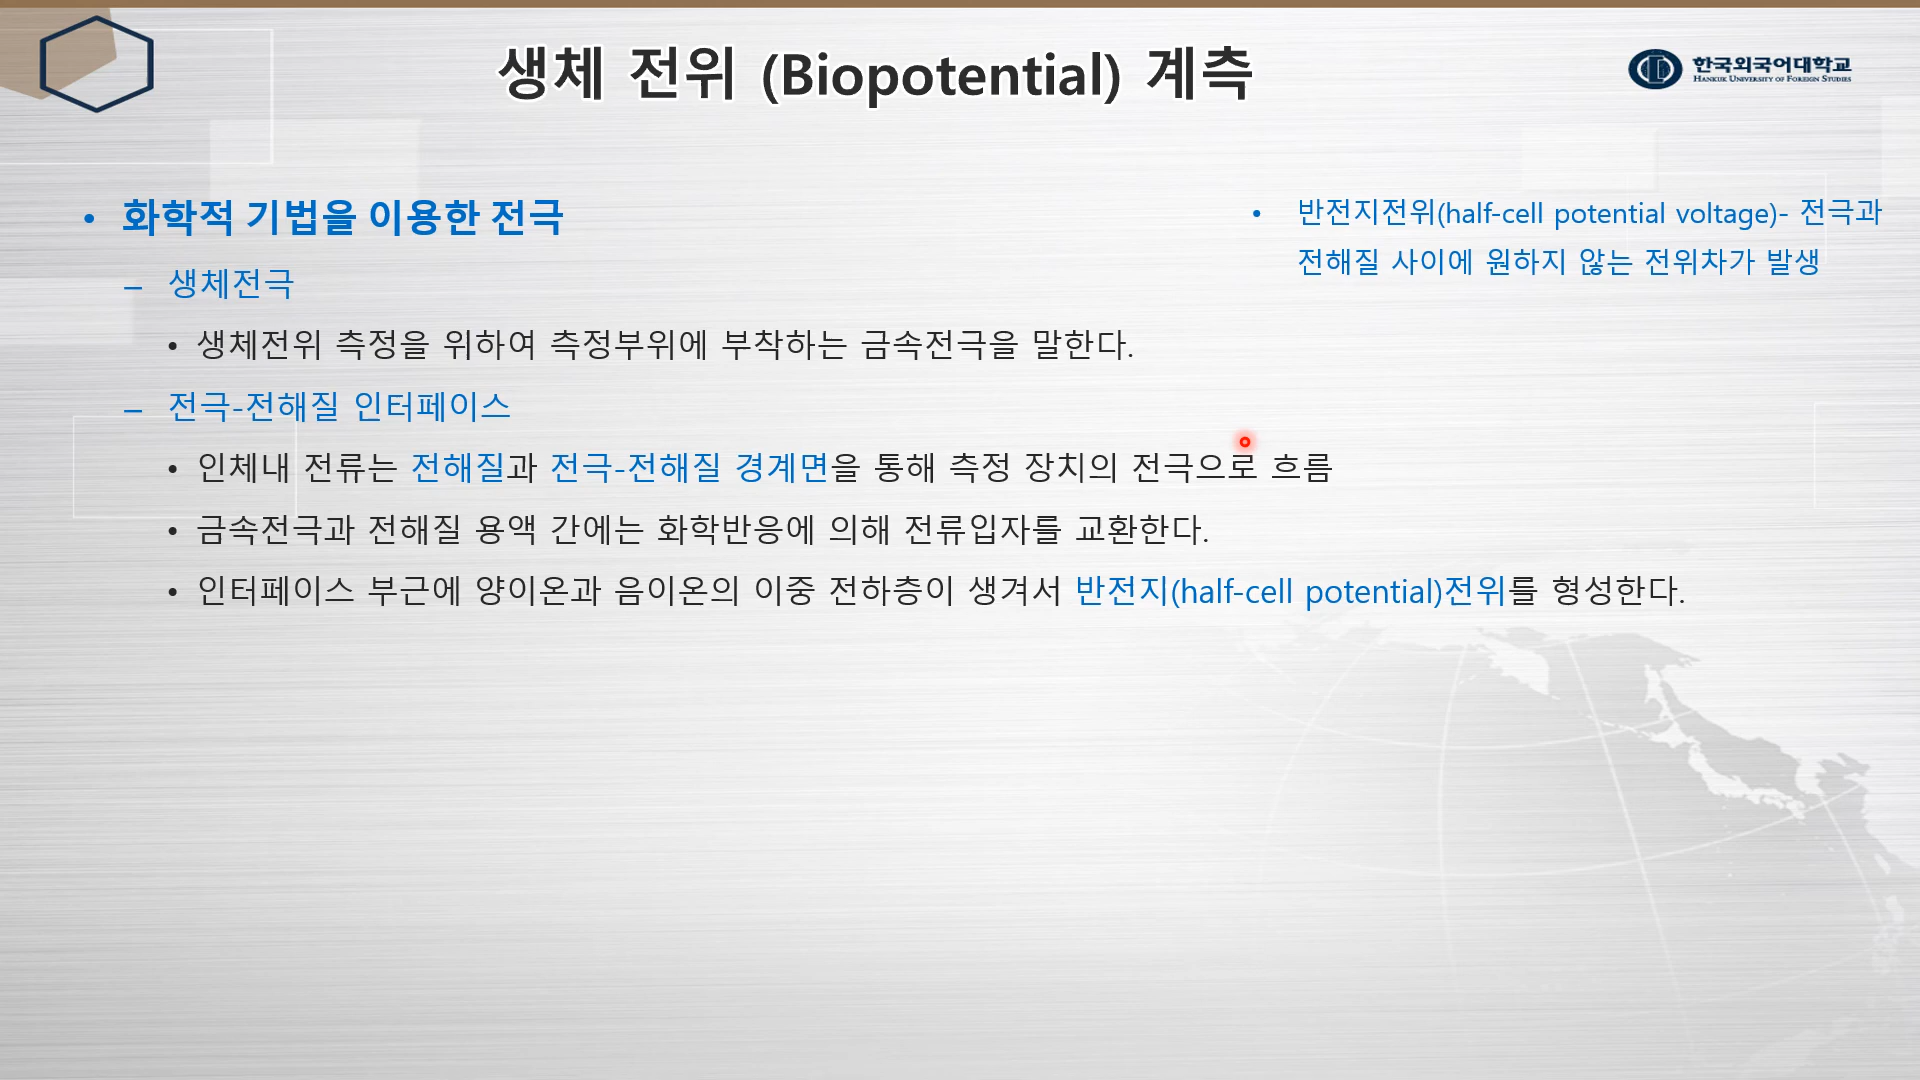 생체 전위 (Biopotential) 계측
한국외국어대학교
HANKUK UNIVERSITY OF FOREIGN STUDIES
• 화학적 기법을 이용한 전극
– 생체전극
• 생체전위 측정을 위하여 측정부위에 부착하는 금속전극을 말한다.
– 전극-전해질 인터페이스
• 인체내 전류는 전해질과 전극-전해질 경계면을 통해 측정 장치의 전극으로 흐름
• 금속전극과 전해질 용액 간에는 화학반응에 의해 전류입자를 교환한다.
• 인터페이스 부근에 양이온과 음이온의 이중 전하층이 생겨서 반전지(half-cell potential)전위를 형성한다.
• 반전지전위(half-cell potential voltage)- 전극과
전해질 사이에 원하지 않는 전위차가 발생